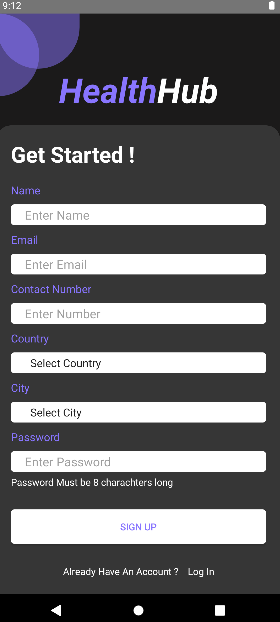 9:12
HealthHub
Get Started !
Name
Enter Name
Email
Enter Email
Contact Number
Enter Number
Country
Select Country
City
Select City
Password
Enter Password
Password Must be 8 charachters long
SIGN UP
Already Have An Account ? Log In